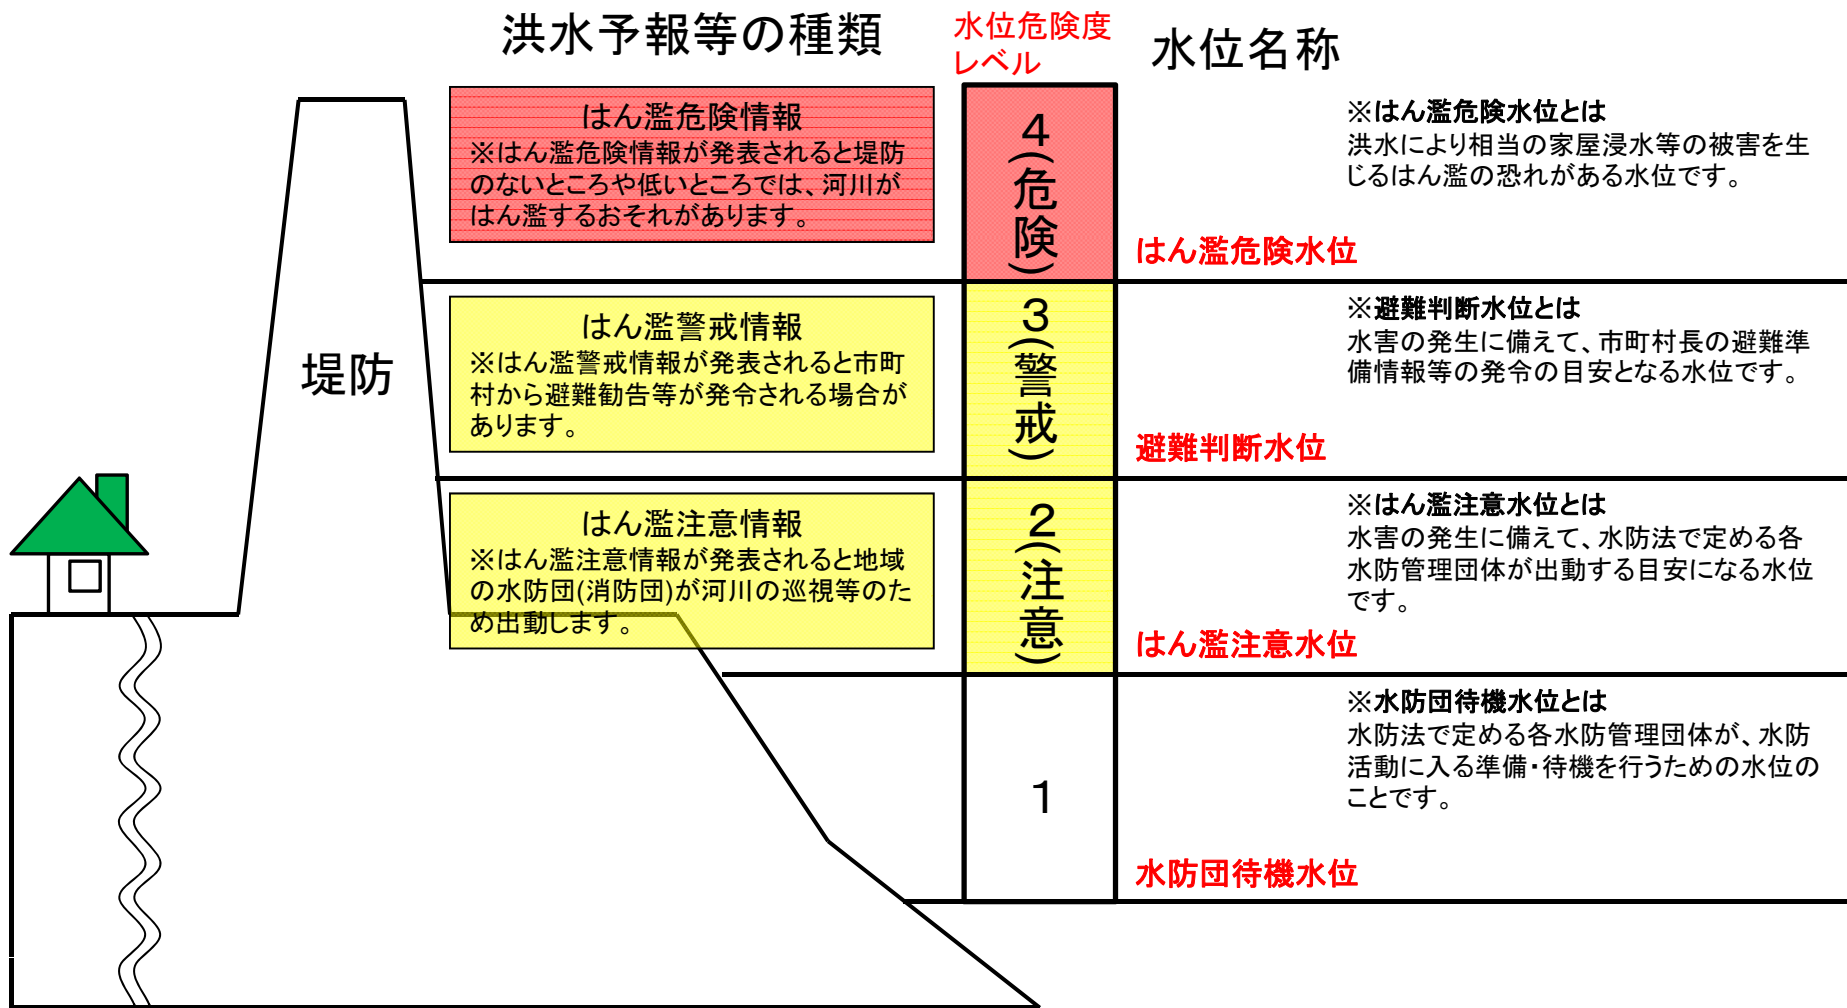 洪水予報等の種類
水位危険度
レベル
水位名称
はん濫危険情報
※はん濫危険情報が発表されると堤防
のないところや低いところでは、河川が
はん濫するおそれがあります。
4(危険)
※はん濫危険水位とは
洪水により相当の家屋浸水等の被害を生
じるはん濫の恐れがある水位です。
はん濫危険水位
堤防
はん濫警戒情報
※はん濫警戒情報が発表されると市町
村から避難勧告等が発令される場合が
あります。
3(警戒)
※避難判断水位とは
水害の発生に備えて、市町村長の避難準
備情報等の発令の目安となる水位です。
避難判断水位
はん濫注意情報
※はん濫注意情報が発表されると地域
の水防団(消防団)が河川の巡視等のた
め出動します。
2(注意)
※はん濫注意水位とは
水害の発生に備えて、水防法で定める各
水防管理団体が出動する目安になる水位
です。
はん濫注意水位
1
※水防団待機水位とは
水防法で定める各水防管理団体が、水防
活動に入る準備・待機を行うための水位の
ことです。
水防団待機水位